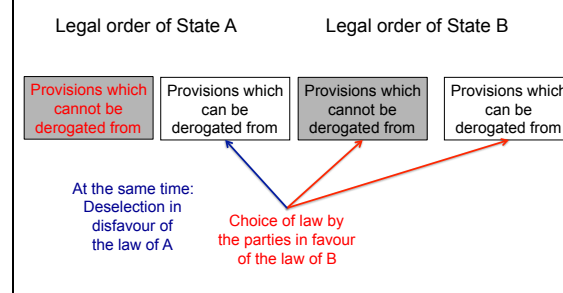 Legal order of State A
Legal order of State B
Provisions which
cannot be
derogated from
Provisions which
can be
derogated from
Provisions which
cannot be
derogated from
Provisions which
can be
derogated from
At the same time:
Deselection in
disfavour of
the law of A
Choice of law by
the parties in favour
of the law of B